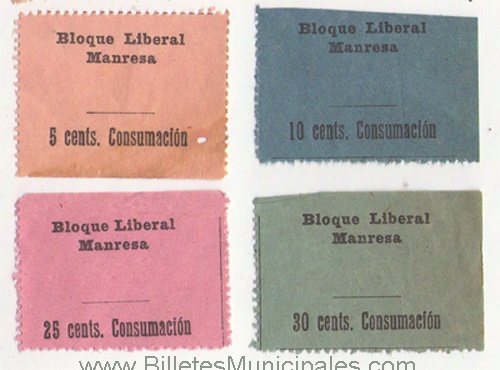 Bloque Liberal
Manresa
5 cents. Consumación
Bloque Liberal
Manresa
10 cents. Consumación
Bloque Liberal
Manresa
25 cents. Consumación
Bloque Liberal
Manresa
30 cents. Consumación
www.BilletesMunicipales.com